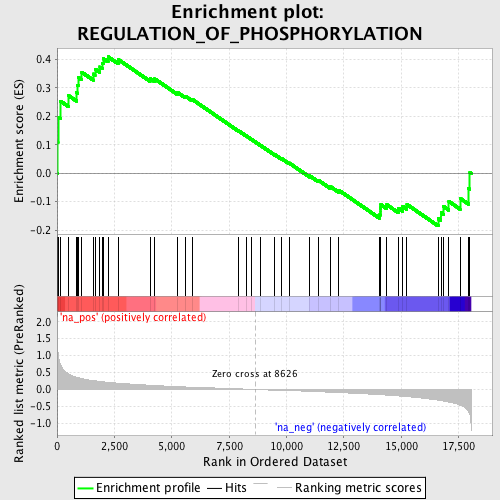 Enrichment plot:
REGULATION_OF_PHOSPHORYLATION
Enrichment score (ES)
0.4
0.3
0.2
0.1
0.0
-0.1
-0.2
'na_pos' (positively correlated)
Ranked list metric (PreRanked)
2.0
1.5
1.0
0.5
0.0
-0.5
-1.0
Zero cross at 8626
'na_neg' (negatively correlated)
0
2,500
5,000
7,500
10,000
12,500
15,000
17,500
Rank in Ordered Dataset
Enrichment profile
Hits
Ranking metric scores